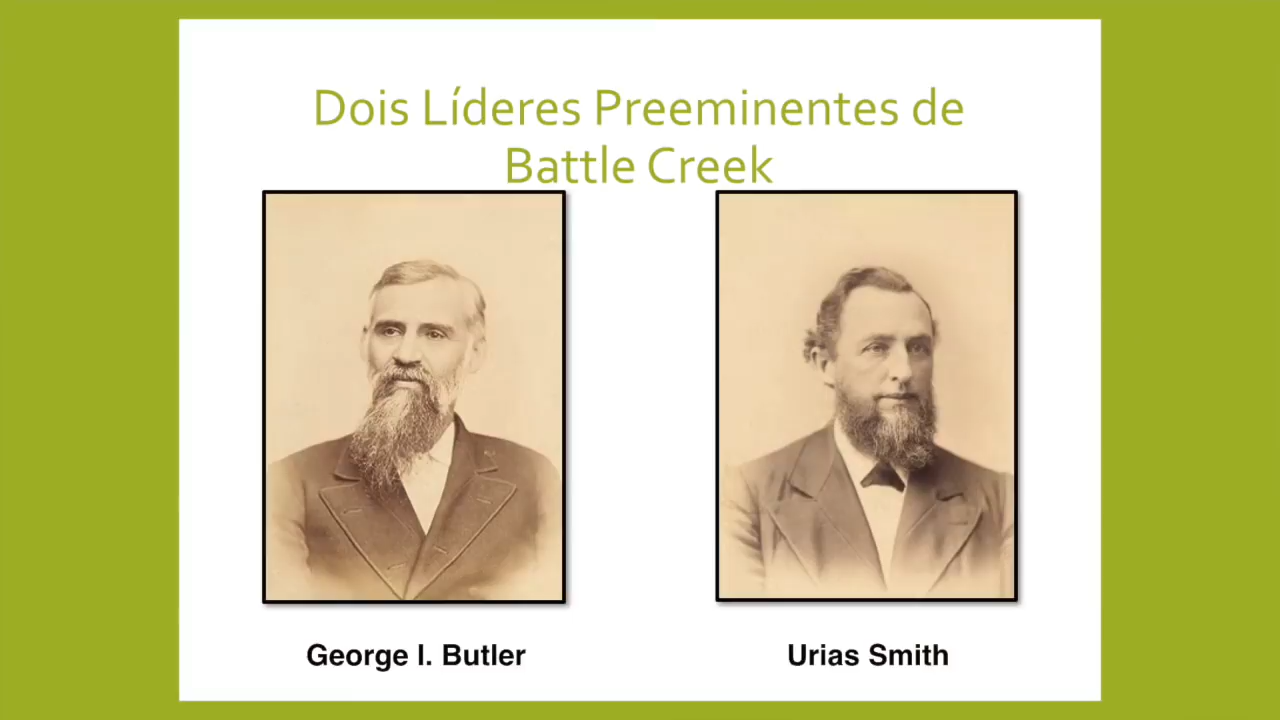 Dois Líderes Preeminentes de
Battle Creek
George I. Butler
Urias Smith